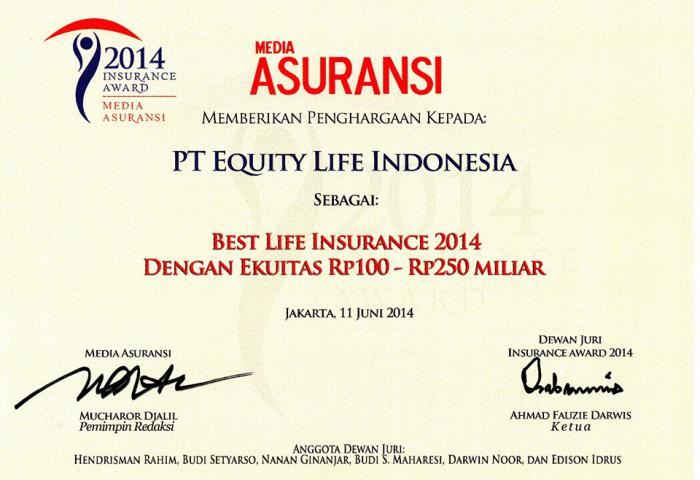 2014
INSURANCE
AWARD
MEDIA
ASURANSI
MEDIA
ASURANSI
MEMBERIKAN PENGHARGAAN KEPADA:
PT EQUITY LIFE INDONESIA
SEBAGAI:
BEST LIFE INSURANCE 2014
DENGAN EKUITAS RP100 - RP250 MILIAR
JAKARTA, 11 JUNI 2014
MEDIA ASURANSI
MUCHAROR DJALIL
Pemimpin Redaksi
DEWAN JURI
INSURANCE AWARD 2014
AHMAD FAUZIE DARWIS
Ketua
ANGGOTA DEWAN JURI:
HENDRISMAN RAHIM, BUDI SETYARSO, NANAN GINANJAR, BUDI S. MAHARESI, DARWIN NOOR, DAN EDISON IDRUS